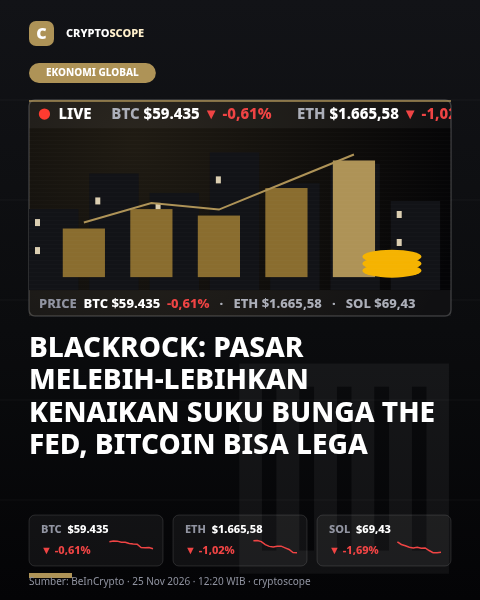 C CRYPTOSCOPE
EKONOMI GLOBAL
LIVE BTC $59.435 ▼ -0,61% ETH $1.665,58 ▼ -1,02
PRICE BTC $59.435 -0,61% · ETH $1.665,58 · SOL $69,43
BLACKROCK: PASAR
MELEBIH-LEBIHKAN
KENAIKAN SUKU BUNGA THE
FED, BITCOIN BISA LEGA
BTC $59.435 ETH $1.665,58 SOL $69,43
▼ -0,61% ▼ -1,02% ▼ -1,69%
Sumber: BeInCrypto · 25 Nov 2026 · 12:20 WIB · cryptoscope